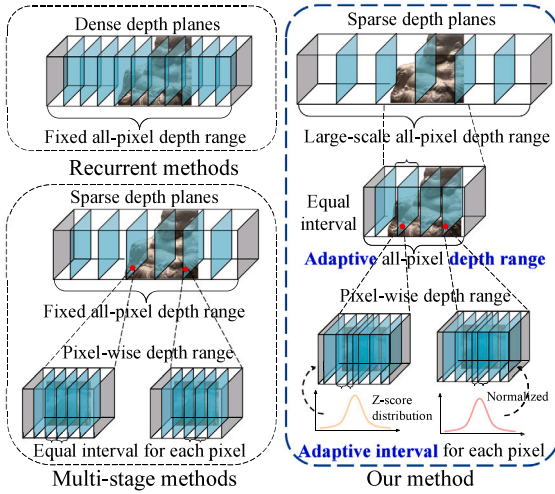 Dense depth planes
Fixed all-pixel depth range
Recurrent methods
Sparse depth planes
Fixed all-pixel depth range
Pixel-wise depth range
Equal interval for each pixel
Multi-stage methods
Sparse depth planes
Large-scale all-pixel depth range
Equal
interval
Adaptive all-pixel depth range
Pixel-wise depth range
Z-score
distribution
Normalized
Adaptive interval for each pixel
Our method